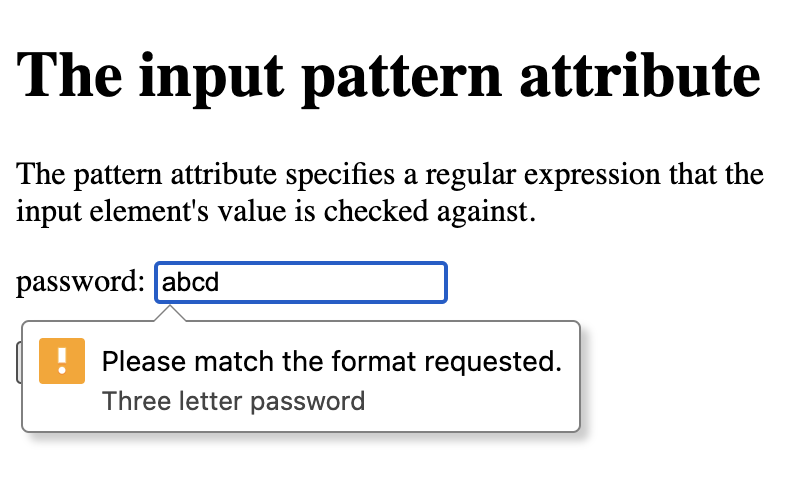 The input pattern attribute
The pattern attribute specifies a regular expression that the
input element's value is checked against.
password: abcd
Please match the format requested.
Three letter password